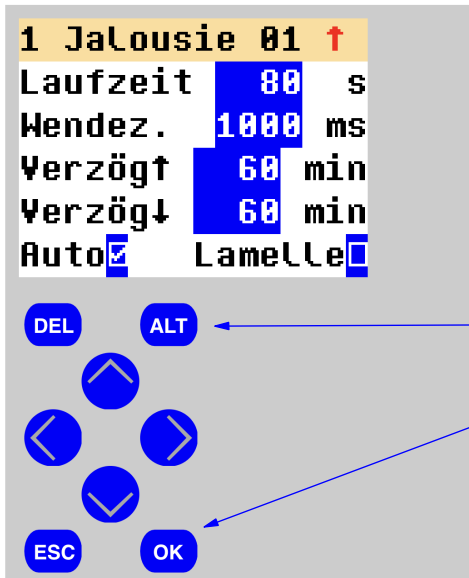 1 Jalousie 01 ↑
Laufzeit 80 s
Wendez. 1000 ms
Verzög↑ 60 min
Verzög↓ 60 min
Auto☑ Lamelle☐
DEL ALT
ESC OK